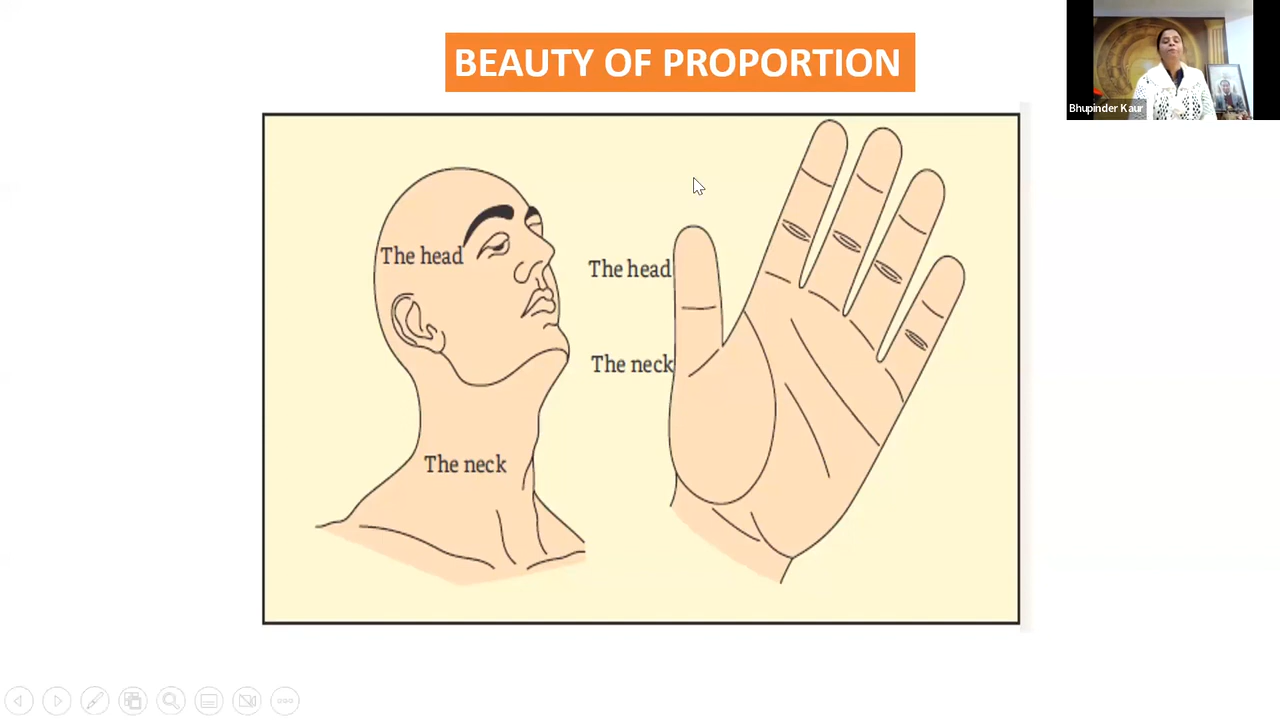 BEAUTY OF PROPORTION
Bhupinder Kaur
The head
The head
The neck
The neck